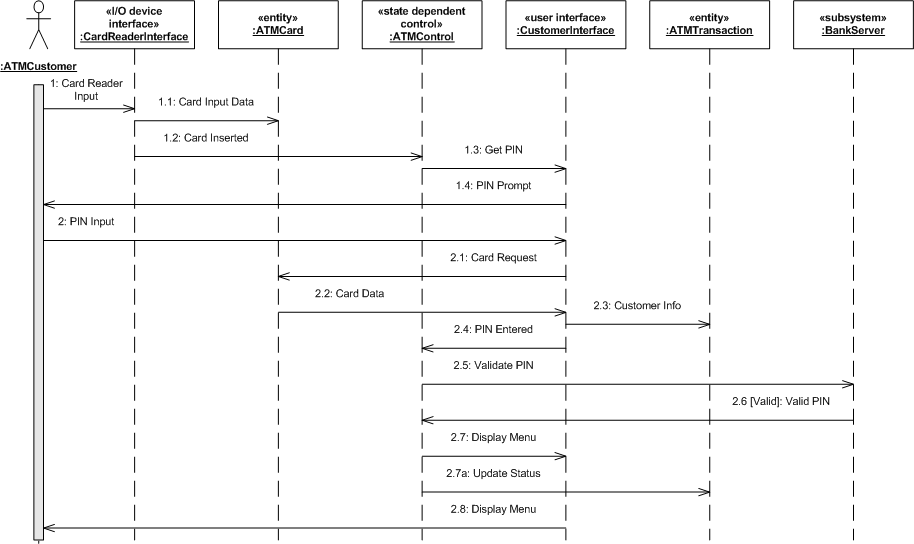 «I/O device
interface»
:CardReaderInterface
«entity»
:ATMCard
«state dependent
control»
:ATMControl
«user interface»
:CustomerInterface
«entity»
:ATMTransaction
«subsystem»
:BankServer
:ATMCustomer
1: Card Reader
Input
1.1: Card Input Data
1.2: Card Inserted
1.3: Get PIN
1.4: PIN Prompt
2: PIN Input
2.1: Card Request
2.2: Card Data
2.3: Customer Info
2.4: PIN Entered
2.5: Validate PIN
2.6 [Valid]: Valid PIN
2.7: Display Menu
2.7a: Update Status
2.8: Display Menu